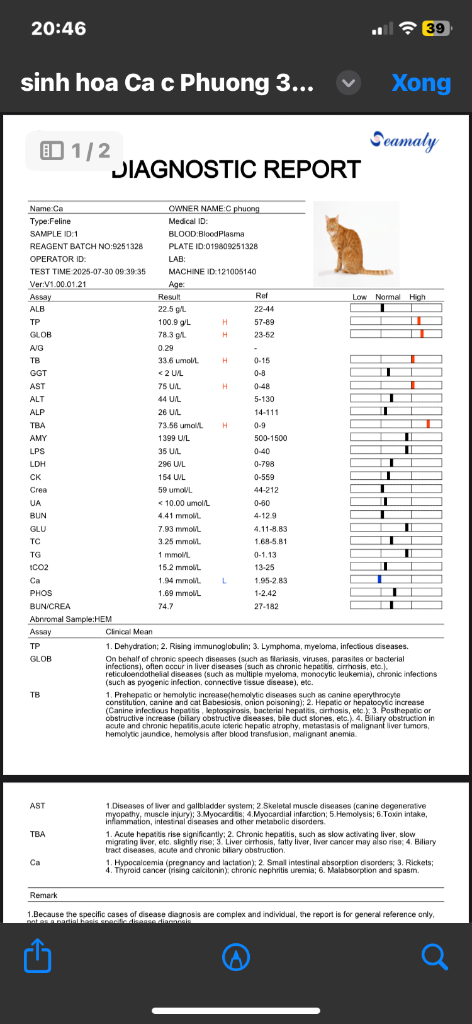 20:46
39
sinh hoa Ca c Phuong 3...
Xong
1/2
Seamaty
DIAGNOSTIC REPORT
Name:Ca OWNER NAME:C phuong
Type:Feline Medical ID:
SAMPLE ID:1 BLOOD:BloodPlasma
REAGENT BATCH NO:9251328 PLATE ID:019809251328
OPERATOR ID: LAB:
TEST TIME:2025-07-30 09:39:35 MACHINE ID:121005140
Ver:V1.00.01.21 Age:
Assay Result Ref Low Normal High
ALB 22.5 g/L 22-44
TP 100.9 g/L H 57-89
GLOB 78.3 g/L H 23-52
A/G 0.29 -
TB 33.6 umol/L H 0-15
GGT < 2 U/L 0-8
AST 75 U/L H 0-48
ALT 44 U/L 5-130
ALP 26 U/L 14-111
TBA 73.56 umol/L H 0-9
AMY 1399 U/L 500-1500
LPS 35 U/L 0-40
LDH 296 U/L 0-798
CK 154 U/L 0-559
Crea 59 umol/L 44-212
UA < 10.00 umol/L 0-60
BUN 4.41 mmol/L 4-12.9
GLU 7.93 mmol/L 4.11-8.83
TC 3.25 mmol/L 1.68-5.81
TG 1 mmol/L 0-1.13
tCO2 15.2 mmol/L 13-25
Ca 1.94 mmol/L L 1.95-2.83
PHOS 1.69 mmol/L 1-2.42
BUN/CREA 74.7 27-182
Abnromal Sample:HEM
Assay Clinical Mean
TP 1. Dehydration; 2. Rising immunoglobulin; 3. Lymphoma, myeloma, infectious diseases.
GLOB On behalf of chronic speech diseases (such as filariasis, viruses, parasites or bacterial
infections), often occur in liver diseases (such as chronic hepatitis, cirrhosis, etc.),
reticuloendothelial diseases (such as multiple myeloma, monocytic leukemia), chronic infections
(such as pyogenic infection, connective tissue disease), etc.
TB 1. Prehepatic or hemolytic increase(hemolytic diseases such as canine eperythrocyte
constitution, canine and cat Babesiosis, onion poisoning); 2. Hepatic or hepatocytic increase
(Canine infectious hepatitis , leptospirosis, bacterial hepatitis, cirrhosis, etc.); 3. Posthepatic or
obstructive increase (biliary obstructive diseases, bile duct stones, etc.). 4. Biliary obstruction in
acute and chronic hepatitis,acute icteric hepatic atrophy, metastasis of malignant liver tumors,
hemolytic jaundice, hemolysis after blood transfusion, malignant anemia.
AST 1.Diseases of liver and gallbladder system; 2.Skeletal muscle diseases (canine degenerative
myopathy, muscle injury); 3.Myocarditis; 4.Myocardial infarction; 5.Hemolysis; 6.Toxin intake,
inflammation, intestinal diseases and other metabolic disorders.
TBA 1. Acute hepatitis rise significantly; 2. Chronic hepatitis, such as slow activating liver, slow
migrating liver, etc. slightly rise; 3. Liver cirrhosis, fatty liver, liver cancer may also rise; 4. Biliary
tract diseases, acute and chronic biliary obstruction.
Ca 1. Hypocalcemia (pregnancy and lactation); 2. Small intestinal absorption disorders; 3. Rickets;
4. Thyroid cancer (rising calcitonin); chronic nephritis uremia; 6. Malabsorption and spasm.
Remark
1.Because the specific cases of disease diagnosis are complex and individual, the report is for general reference only,
not as a partial basis specific disease diagnosis